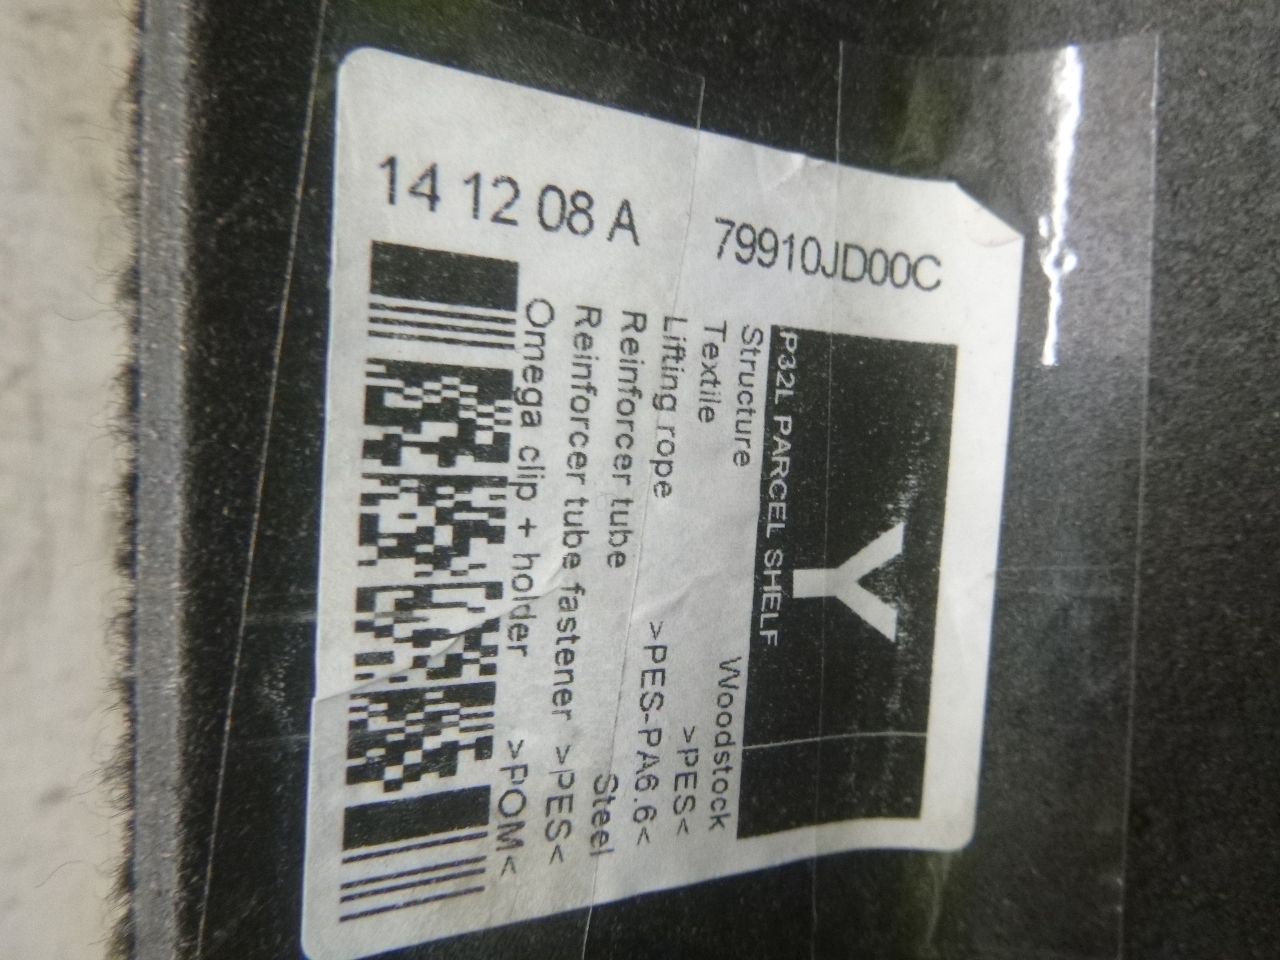 14 12 08 A
79910JD00C
Y
P32L PARCEL SHELF
Structure Woodstock
Textile >PES<
Lifting rope >PES-PA6.6<
Reinforcer tube Steel
Reinforcer tube fastener >PES<
Omega clip + holder >POM<